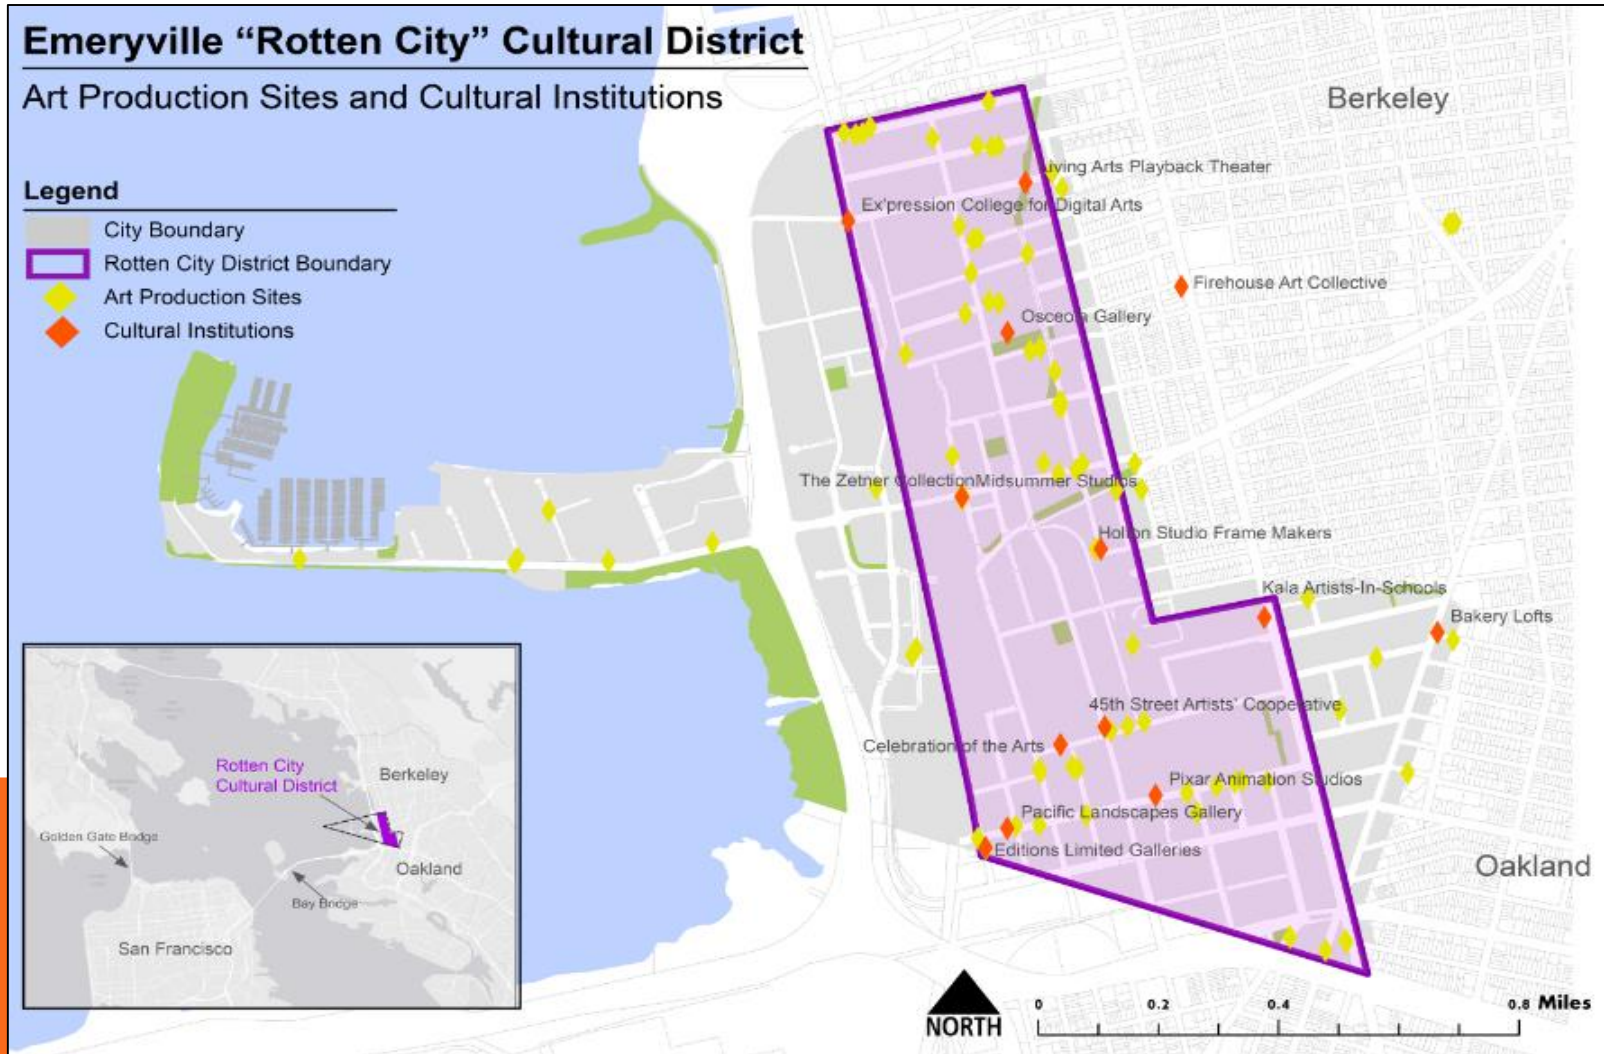 Emeryville “Rotten City” Cultural District
Art Production Sites and Cultural Institutions
Legend
City Boundary
Rotten City District Boundary
Art Production Sites
Cultural Institutions
Berkeley
Living Arts Playback Theater
Ex'pression College for Digital Arts
Firehouse Art Collective
Osceola Gallery
The Zetner Collection
Midsummer Studios
Holton Studio Frame Makers
Kala Artists-In-Schools
Bakery Lofts
45th Street Artists' Cooperative
Celebration of the Arts
Pixar Animation Studios
Pacific Landscapes Gallery
Editions Limited Galleries
Oakland
Rotten City
Cultural District
Berkeley
Golden Gate Bridge
Oakland
Bay Bridge
San Francisco
NORTH
0 0.2 0.4 0.8 Miles